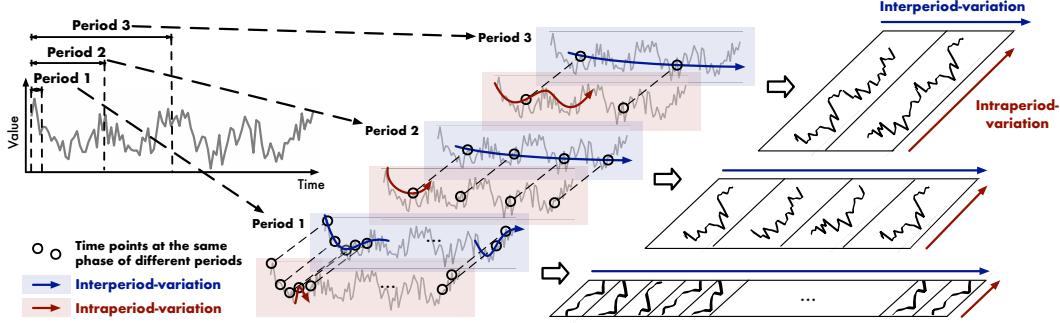 Period 3
Period 2
Period 1
Value
Time
Period 3
Period 2
Period 1
...
...
Time points at the same
phase of different periods
Interperiod-variation
Intraperiod-variation
Interperiod-variation
Intraperiod-
variation
...